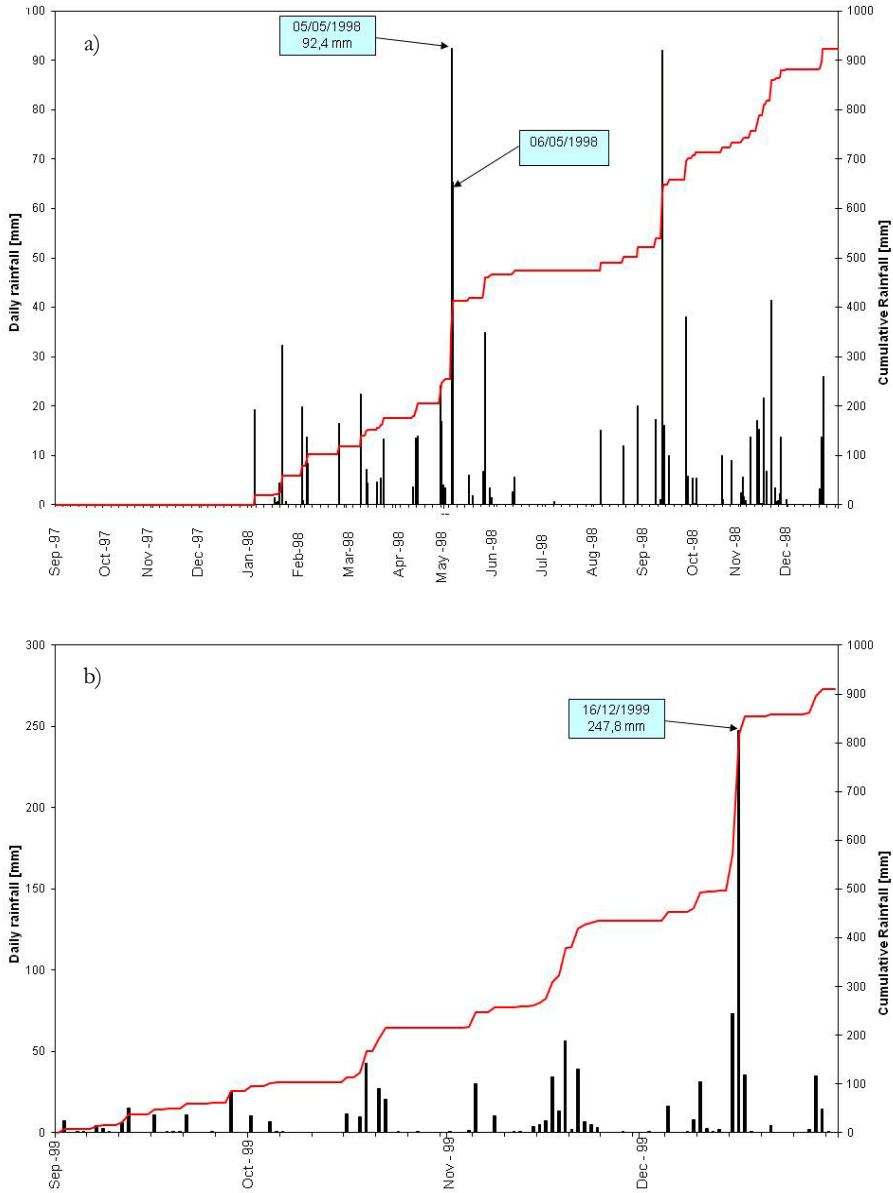 a)
05/05/1998
92,4 mm
06/05/1998
Daily rainfall [mm]
100
90
80
70
60
50
40
30
20
10
0
Cumulative Rainfall [mm]
1000
900
800
700
600
500
400
300
200
100
0
Sep-97
Oct-97
Nov-97
Dec-97
Jan-98
Feb-98
Mar-98
Apr-98
May-98
Jun-98
Jul-98
Aug-98
Sep-98
Oct-98
Nov-98
Dec-98
b)
16/12/1999
247,8 mm
Daily rainfall [mm]
300
250
200
150
100
50
0
Cumulative Rainfall [mm]
1000
900
800
700
600
500
400
300
200
100
0
Sep-99
Oct-99
Nov-99
Dec-99